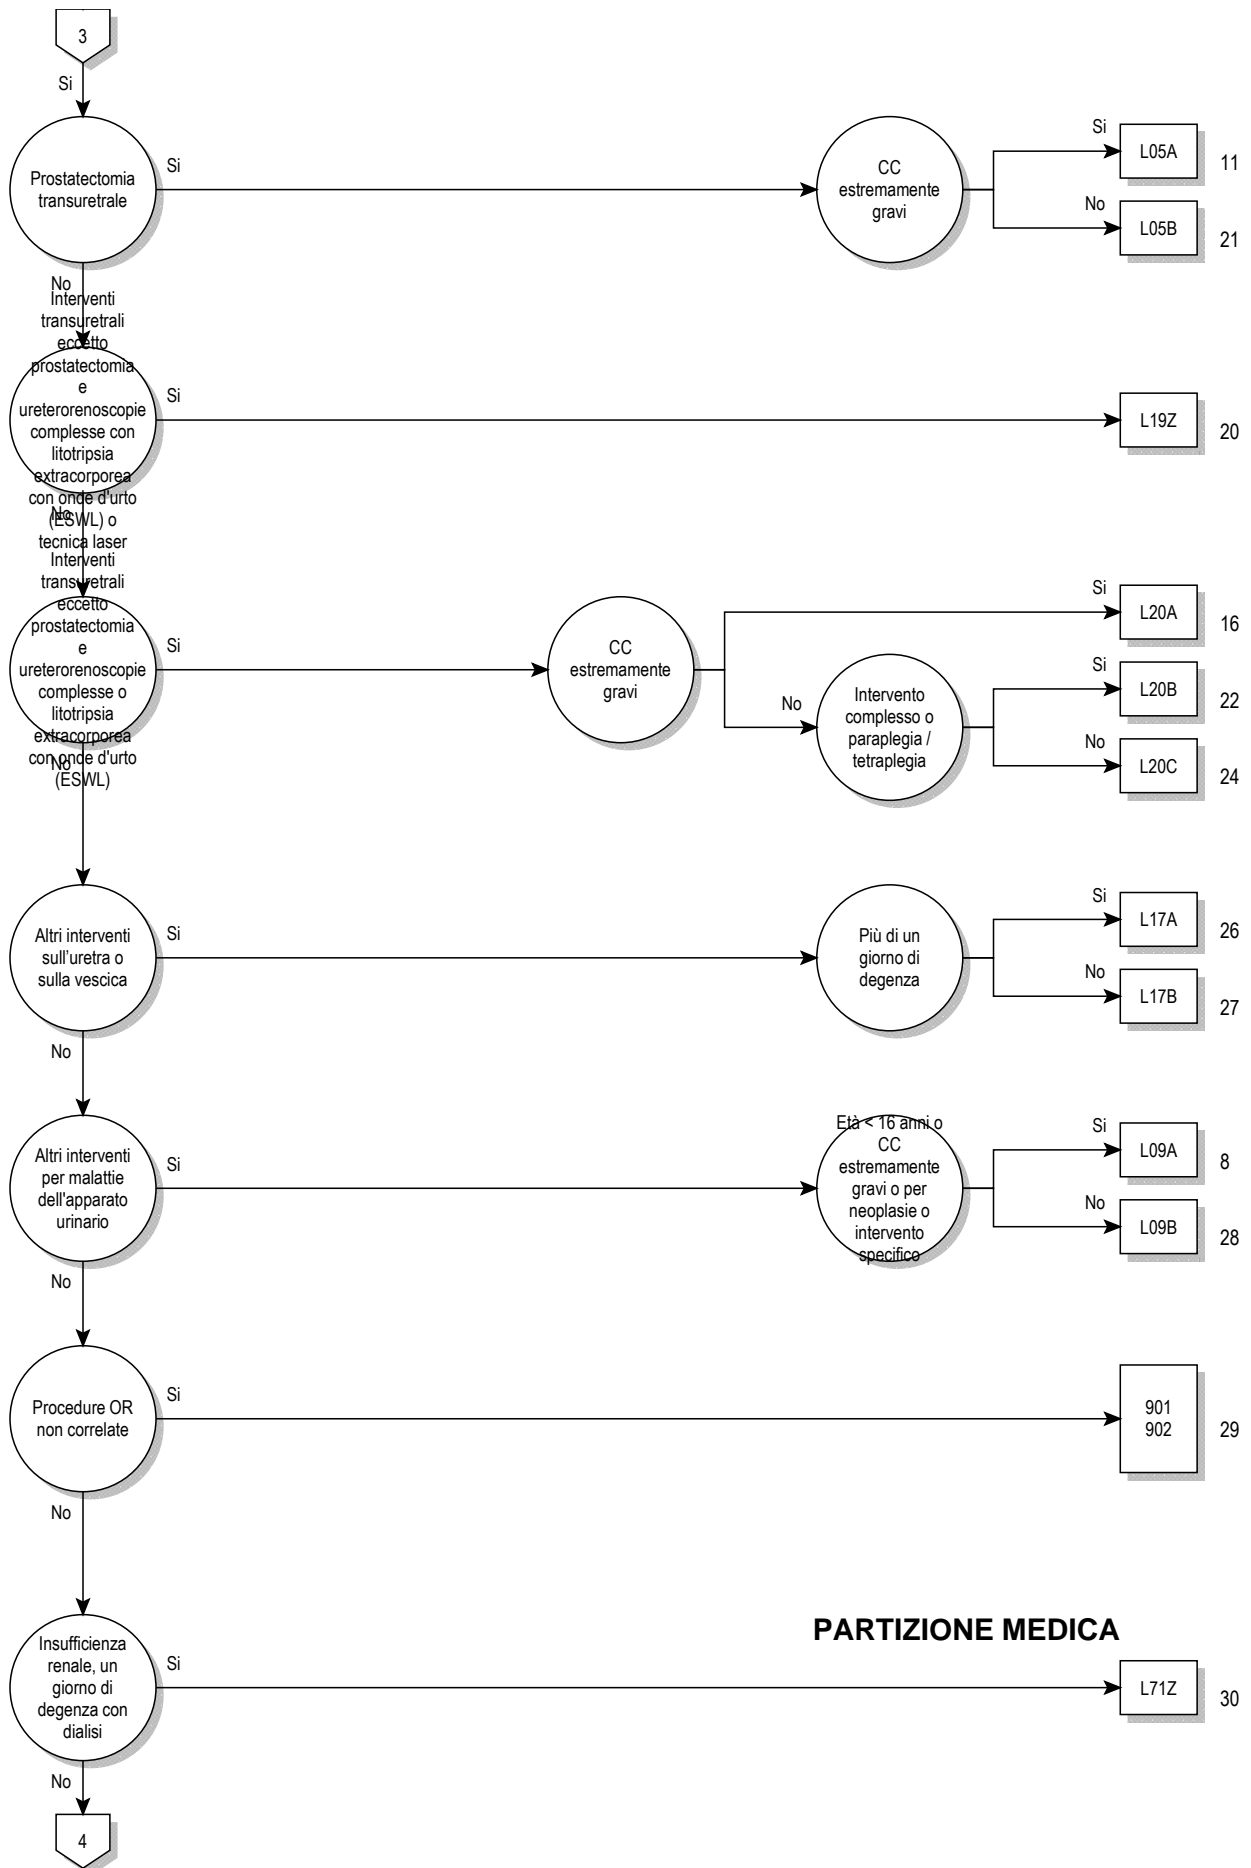 3
Si
Prostatectomia
transuretrale
Si
CC
estremamente
gravi
Si
L05A
11
No
L05B
21
No
Interventi
transuretrali
eccetto
prostatectomia
e
ureterorenoscopie
complesse con
litotripsia
extracorporea
con onde d'urto
(ESWL) o
tecnica laser
Si
L19Z
20
No
Interventi
transuretrali
eccetto
prostatectomia
e
ureterorenoscopie
complesse o
litotripsia
extracorporea
con onde d'urto
(ESWL)
Si
CC
estremamente
gravi
Si
L20A
16
No
Intervento
complesso o
paraplegia /
tetraplegia
Si
L20B
22
No
L20C
24
No
Altri interventi
sull'uretra o
sulla vescica
Si
Più di un
giorno di
degenza
Si
L17A
26
No
L17B
27
No
Altri interventi
per malattie
dell'apparato
urinario
Si
Età < 16 anni o
CC
estremamente
gravi o per
neoplasie o
intervento
specifico
Si
L09A
8
No
L09B
28
No
Procedure OR
non correlate
Si
901
902
29
No
PARTIZIONE MEDICA
Insufficienza
renale, un
giorno di
degenza con
dialisi
Si
L71Z
30
No
4